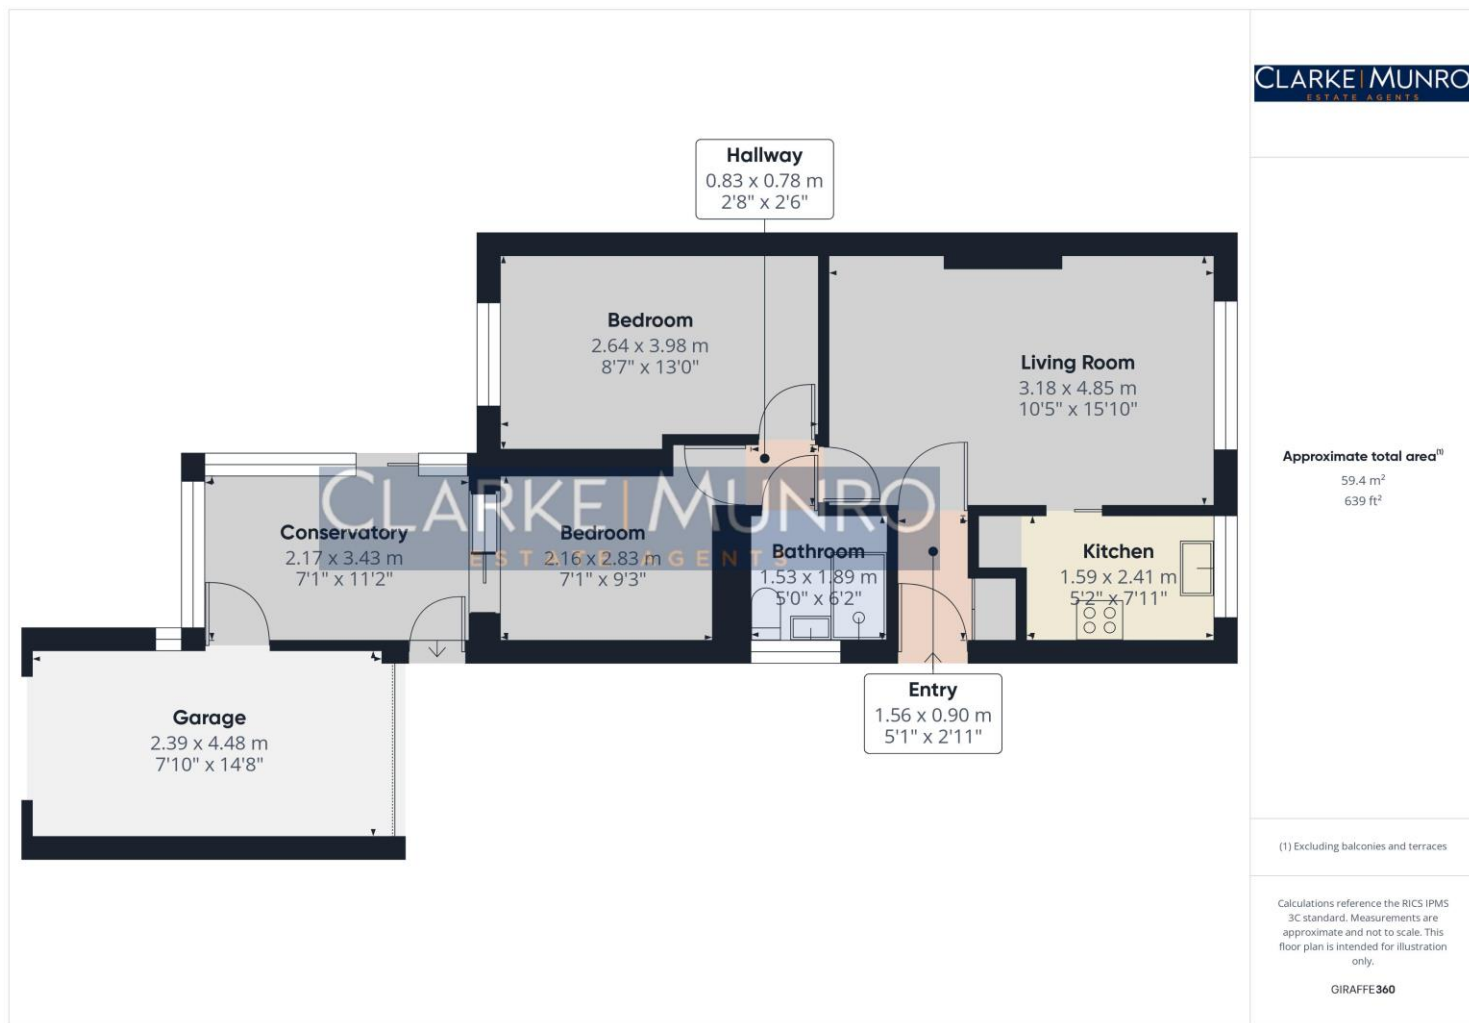 CLARKE|MUNRO
ESTATE AGENTS
Hallway
0.83 x 0.78 m
2'8" x 2'6"
Bedroom
2.64 x 3.98 m
8'7" x 13'0"
Living Room
3.18 x 4.85 m
10'5" x 15'10"
Approximate total area(1)
59.4 m²
639 ft²
CLARKE|MUNRO
ESTATE AGENTS
Conservatory
2.17 x 3.43 m
7'1" x 11'2"
Bedroom
2.16 x 2.83 m
7'1" x 9'3"
Bathroom
1.53 x 1.89 m
5'0" x 6'2"
Kitchen
1.59 x 2.41 m
5'2" x 7'11"
Entry
1.56 x 0.90 m
5'1" x 2'11"
Garage
2.39 x 4.48 m
7'10" x 14'8"
(1) Excluding balconies and terraces
Calculations reference the RICS IPMS
3C standard. Measurements are
approximate and not to scale. This
floor plan is intended for illustration
only.
GIRAFFE360